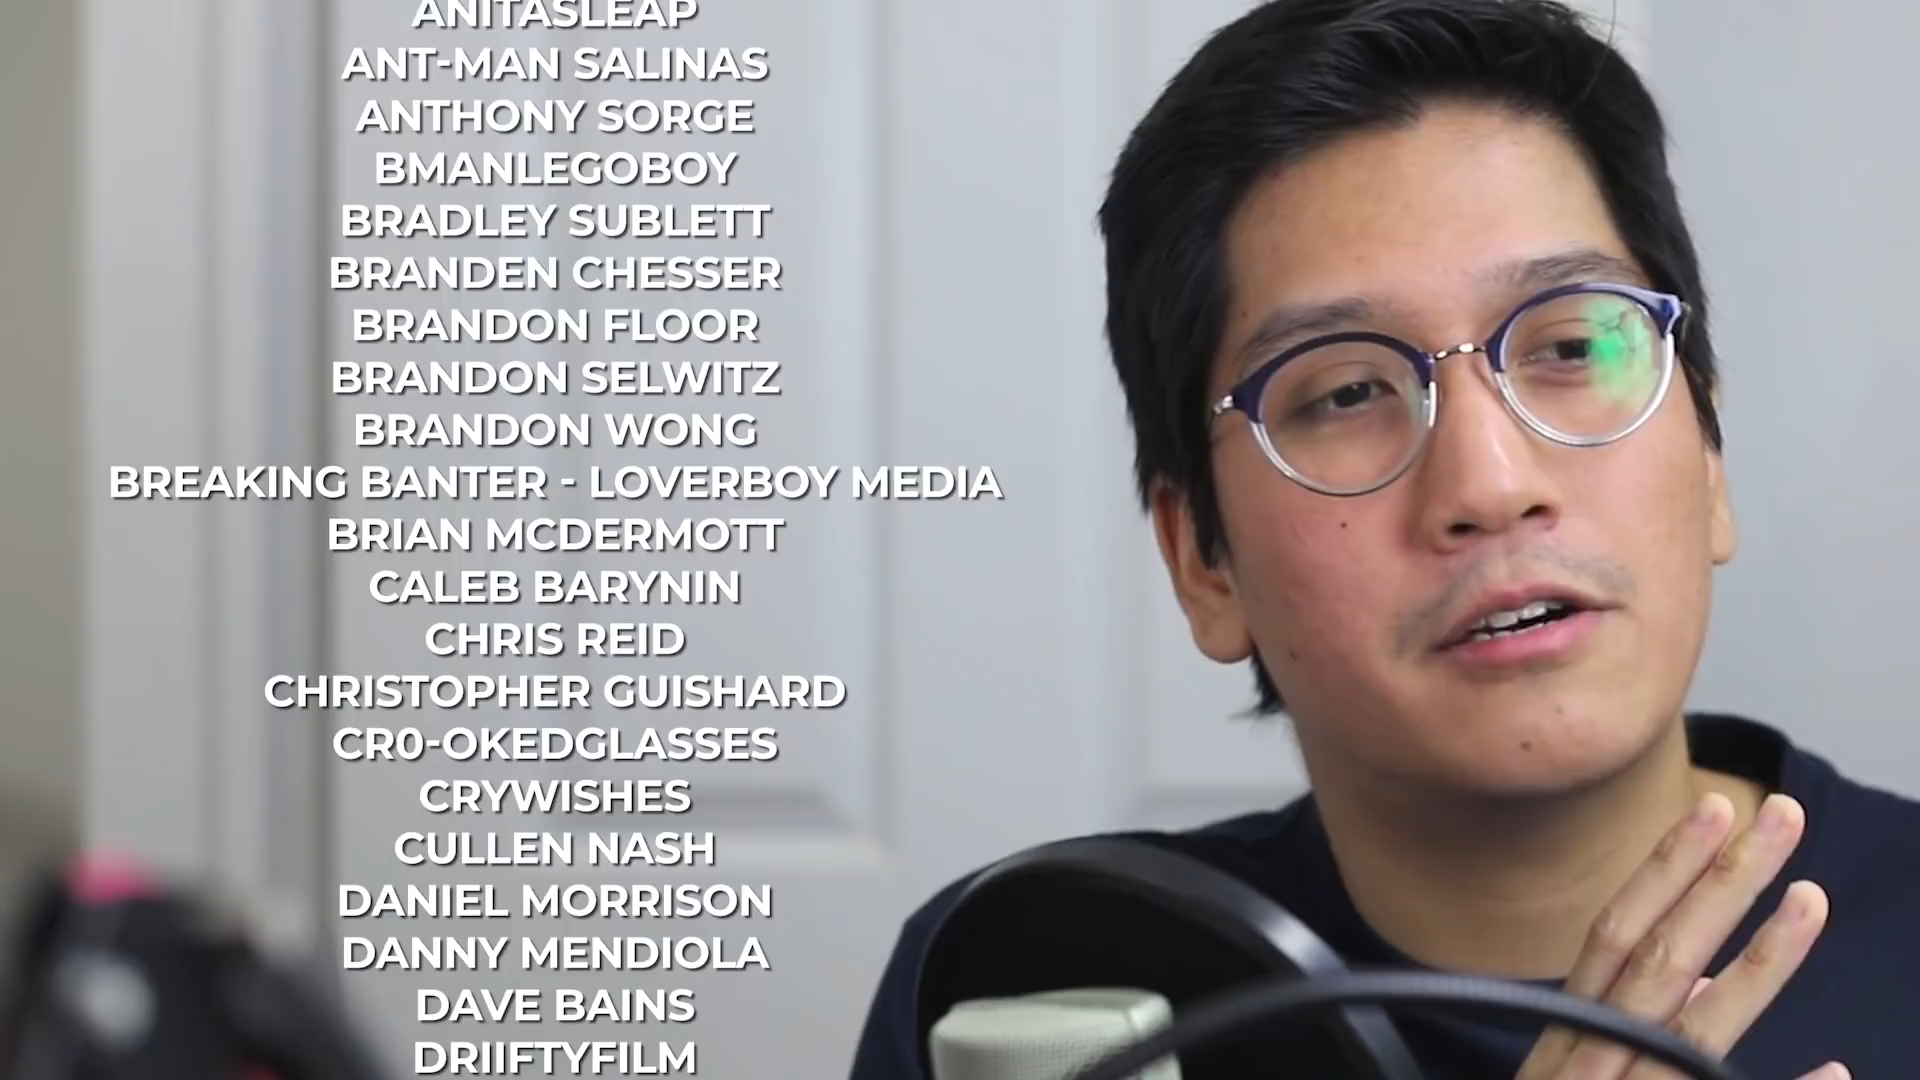 ANITASLEAP
ANT-MAN SALINAS
ANTHONY SORGE
BMANLEGOBOY
BRADLEY SUBLETT
BRANDEN CHESSER
BRANDON FLOOR
BRANDON SELWITZ
BRANDON WONG
BREAKING BANTER - LOVERBOY MEDIA
BRIAN MCDERMOTT
CALEB BARYNIN
CHRIS REID
CHRISTOPHER GUISHARD
CR0-OKEDGLASSES
CRYWISHES
CULLEN NASH
DANIEL MORRISON
DANNY MENDIOLA
DAVE BAINS
DRIIFTYFILM